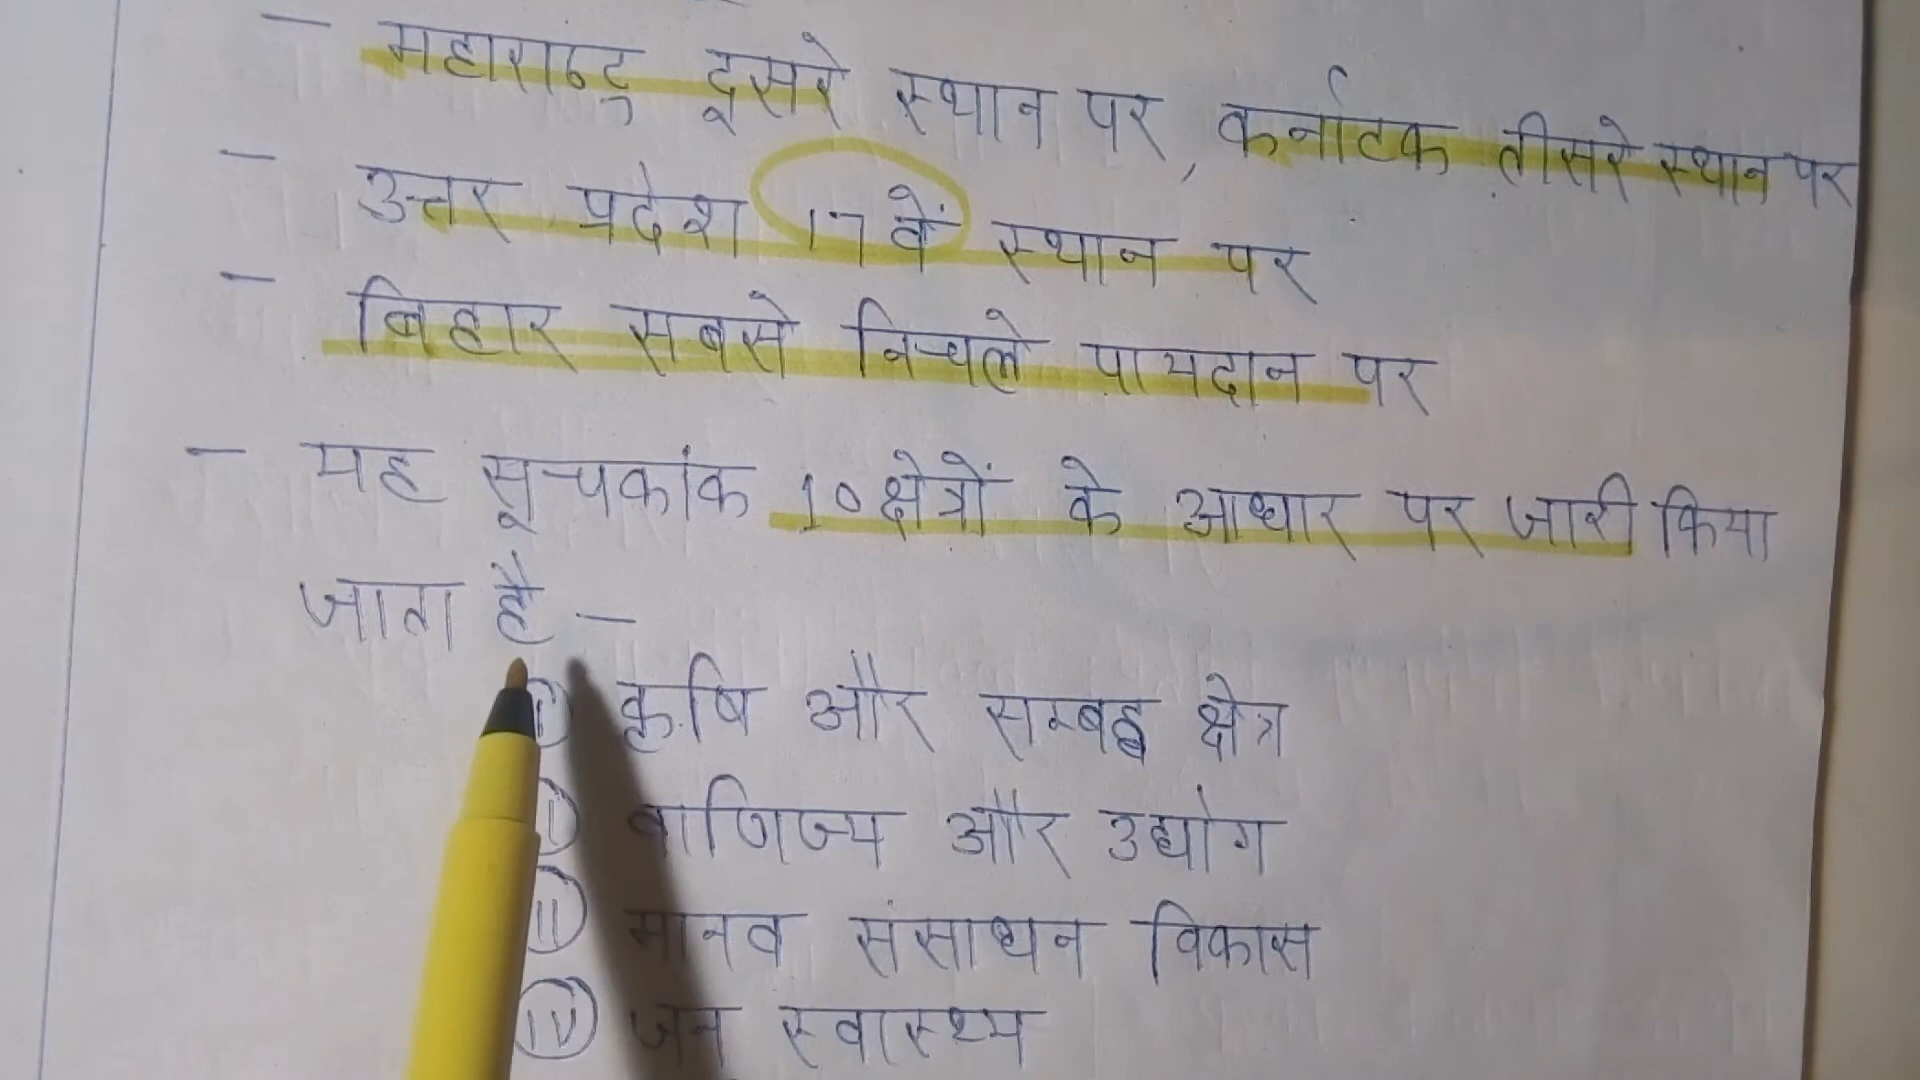 - महाराष्ट्र दूसरे स्थान पर, कर्नाटक तीसरे स्थान पर
- उत्तर प्रदेश 17वें स्थान पर
- बिहार सबसे निचले पायदान पर
- यह सूचकांक 10 क्षेत्रों के आधार पर जारी किया
जाता है -
I कृषि और सम्बद्ध क्षेत्र
वाणिज्य और उद्योग
मानव संसाधन विकास
IV जन स्वास्थ्य